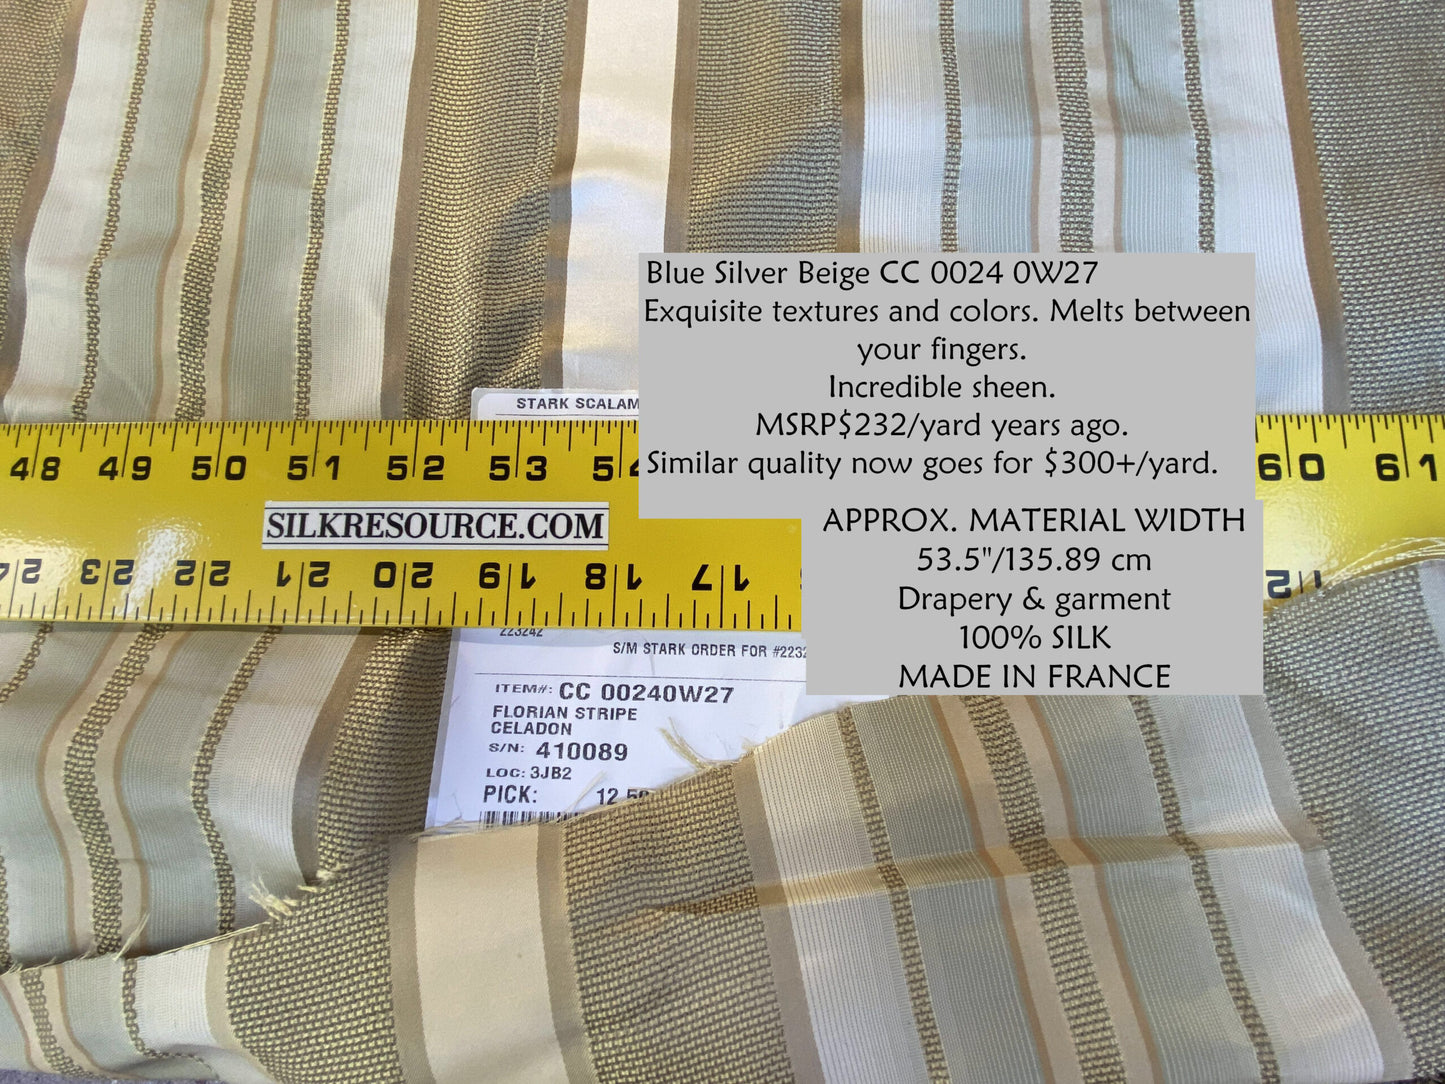 Blue Silver Beige CC 0024 0W27
Exquisite textures and colors. Melts between
your fingers.
Incredible sheen.
MSRP$232/yard years ago.
Similar quality now goes for $300+/yard.
STARK SCALAM
48 49 50 51 52 53 60 61
SILKRESOURCE.COM
23 22 21 20 19 18 17
APPROX. MATERIAL WIDTH
53.5"/135.89 cm
Drapery & garment
100% SILK
MADE IN FRANCE
223242
S/M STARK ORDER FOR #2232
ITEM#: CC 00240W27
FLORIAN STRIPE
CELADON
S/N: 410089
LOC: 3JB2
PICK: 12.50